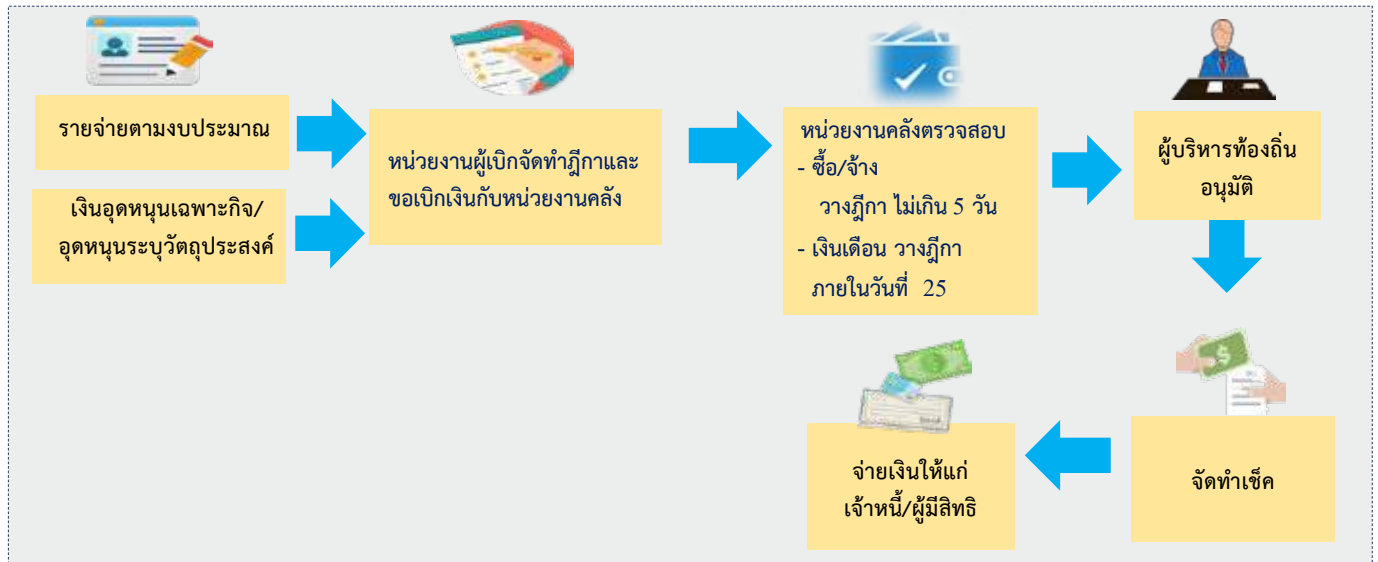 รายจ่ายตามงบประมาณ
เงินอุดหนุนเฉพาะกิจ/
อุดหนุนระบุวัตถุประสงค์
หน่วยงานผู้เบิกจัดทำฎีกาและ
ขอเบิกเงินกับหน่วยงานคลัง
หน่วยงานคลังตรวจสอบ
- ซื้อ/จ้าง
วางฎีกา ไม่เกิน 5 วัน
- เงินเดือน วางฎีกา
ภายในวันที่ 25
ผู้บริหารท้องถิ่น
อนุมัติ
จัดทำเช็ค
จ่ายเงินให้แก่
เจ้าหนี้/ผู้มีสิทธิ